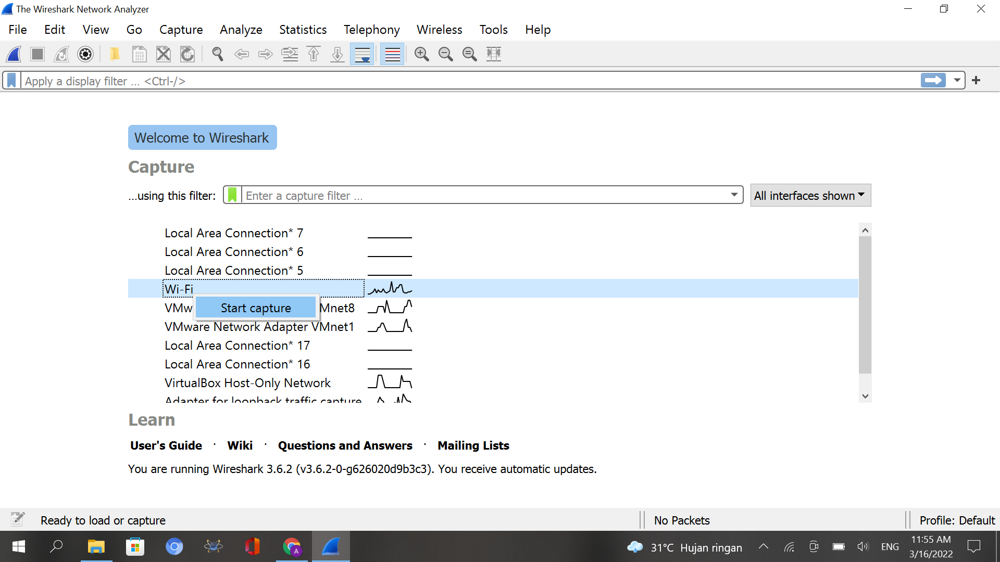 The Wireshark Network Analyzer
File Edit View Go Capture Analyze Statistics Telephony Wireless Tools Help
Apply a display filter ... <Ctrl-/>
Welcome to Wireshark
Capture
...using this filter: Enter a capture filter ... All interfaces shown
Local Area Connection* 7
Local Area Connection* 6
Local Area Connection* 5
Wi-Fi
Start capture
VMw Mnet8
VMware Network Adapter VMnet1
Local Area Connection* 17
Local Area Connection* 16
VirtualBox Host-Only Network
Adapter for loopback traffic capture
Learn
User's Guide · Wiki · Questions and Answers · Mailing Lists
You are running Wireshark 3.6.2 (v3.6.2-0-g626020d9b3c3). You receive automatic updates.
Ready to load or capture No Packets Profile: Default
31°C Hujan ringan ENG 11:55 AM
3/16/2022